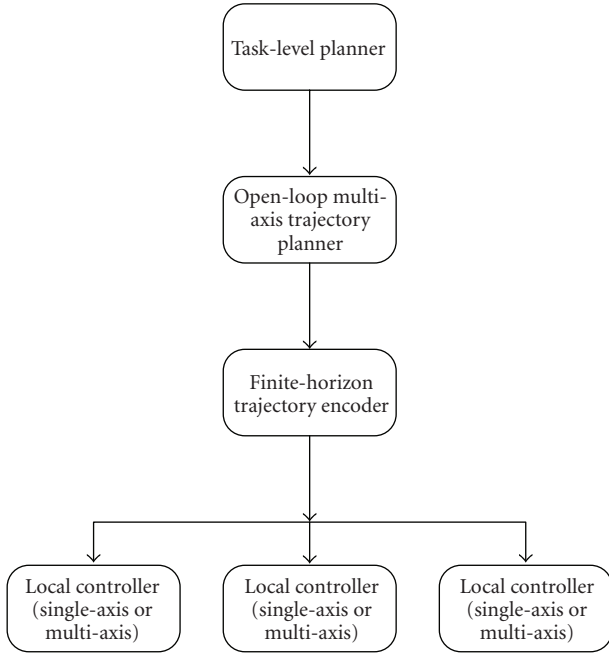 Task-level planner
Open-loop multi-
axis trajectory
planner
Finite-horizon
trajectory encoder
Local controller
(single-axis or
multi-axis)
Local controller
(single-axis or
multi-axis)
Local controller
(single-axis or
multi-axis)